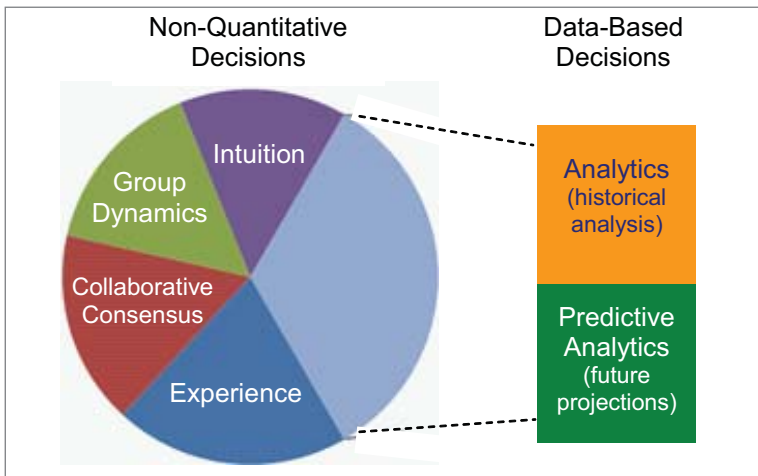 Non-Quantitative
Decisions
Data-Based
Decisions
Intuition
Group
Dynamics
Collaborative
Consensus
Experience
Analytics
(historical
analysis)
Predictive
Analytics
(future
projections)